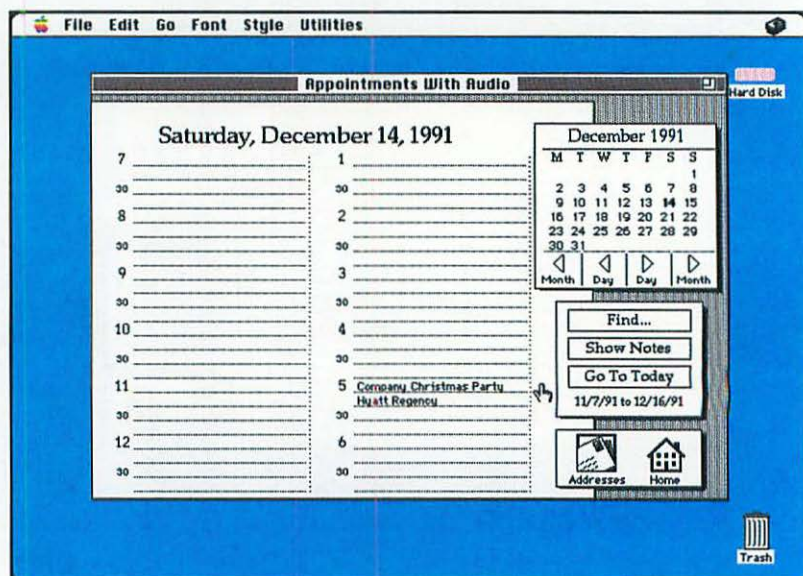 File Edit Go Font Style Utilities
Appointments With Audio
Hard Disk
Saturday, December 14, 1991
7
30
8
30
9
30
10
30
11
30
12
30
1
30
2
30
3
30
4
30
5 Company Christmas Party
Hyatt Regency
30
6
30
December 1991
M T W T F S S
1
2 3 4 5 6 7 8
9 10 11 12 13 14 15
16 17 18 19 20 21 22
23 24 25 26 27 28 29
30 31
Month Day Day Month
Find...
Show Notes
Go To Today
11/7/91 to 12/16/91
Addresses Home
Trash